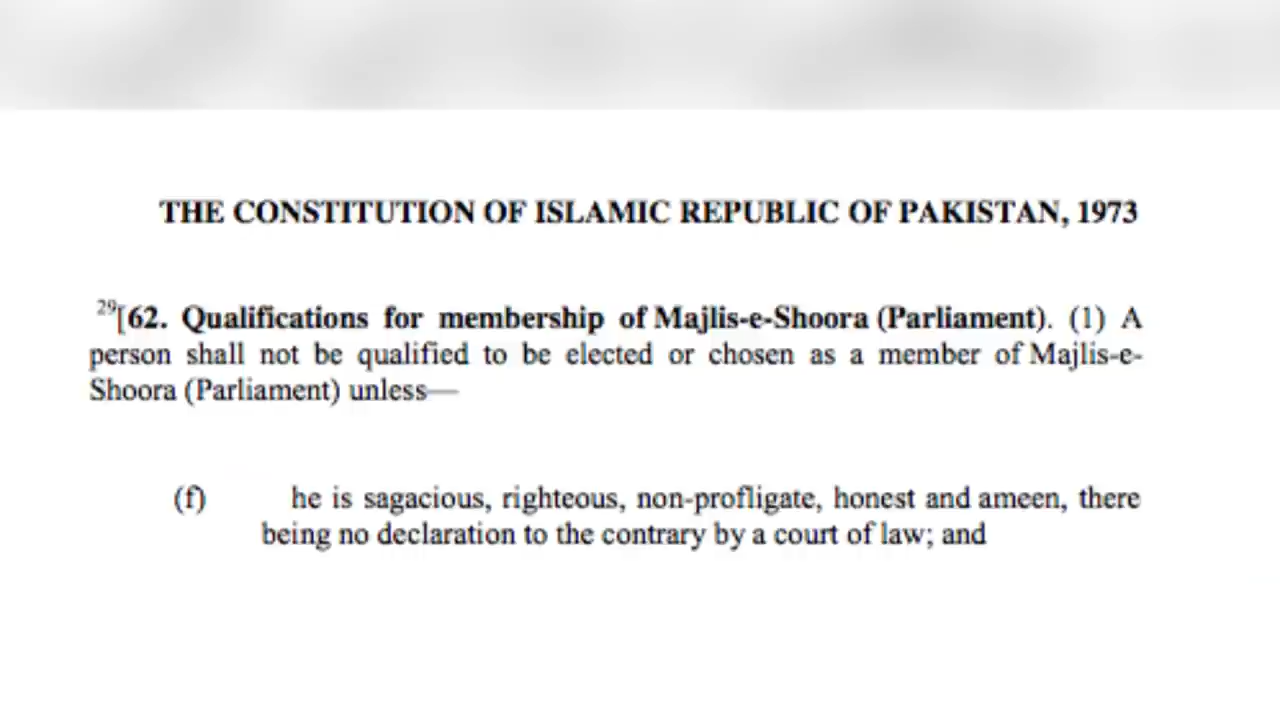 THE CONSTITUTION OF ISLAMIC REPUBLIC OF PAKISTAN, 1973
29[62. Qualifications for membership of Majlis-e-Shoora (Parliament). (1) A
person shall not be qualified to be elected or chosen as a member of Majlis-e-
Shoora (Parliament) unless—
(f) he is sagacious, righteous, non-profligate, honest and ameen, there
being no declaration to the contrary by a court of law; and